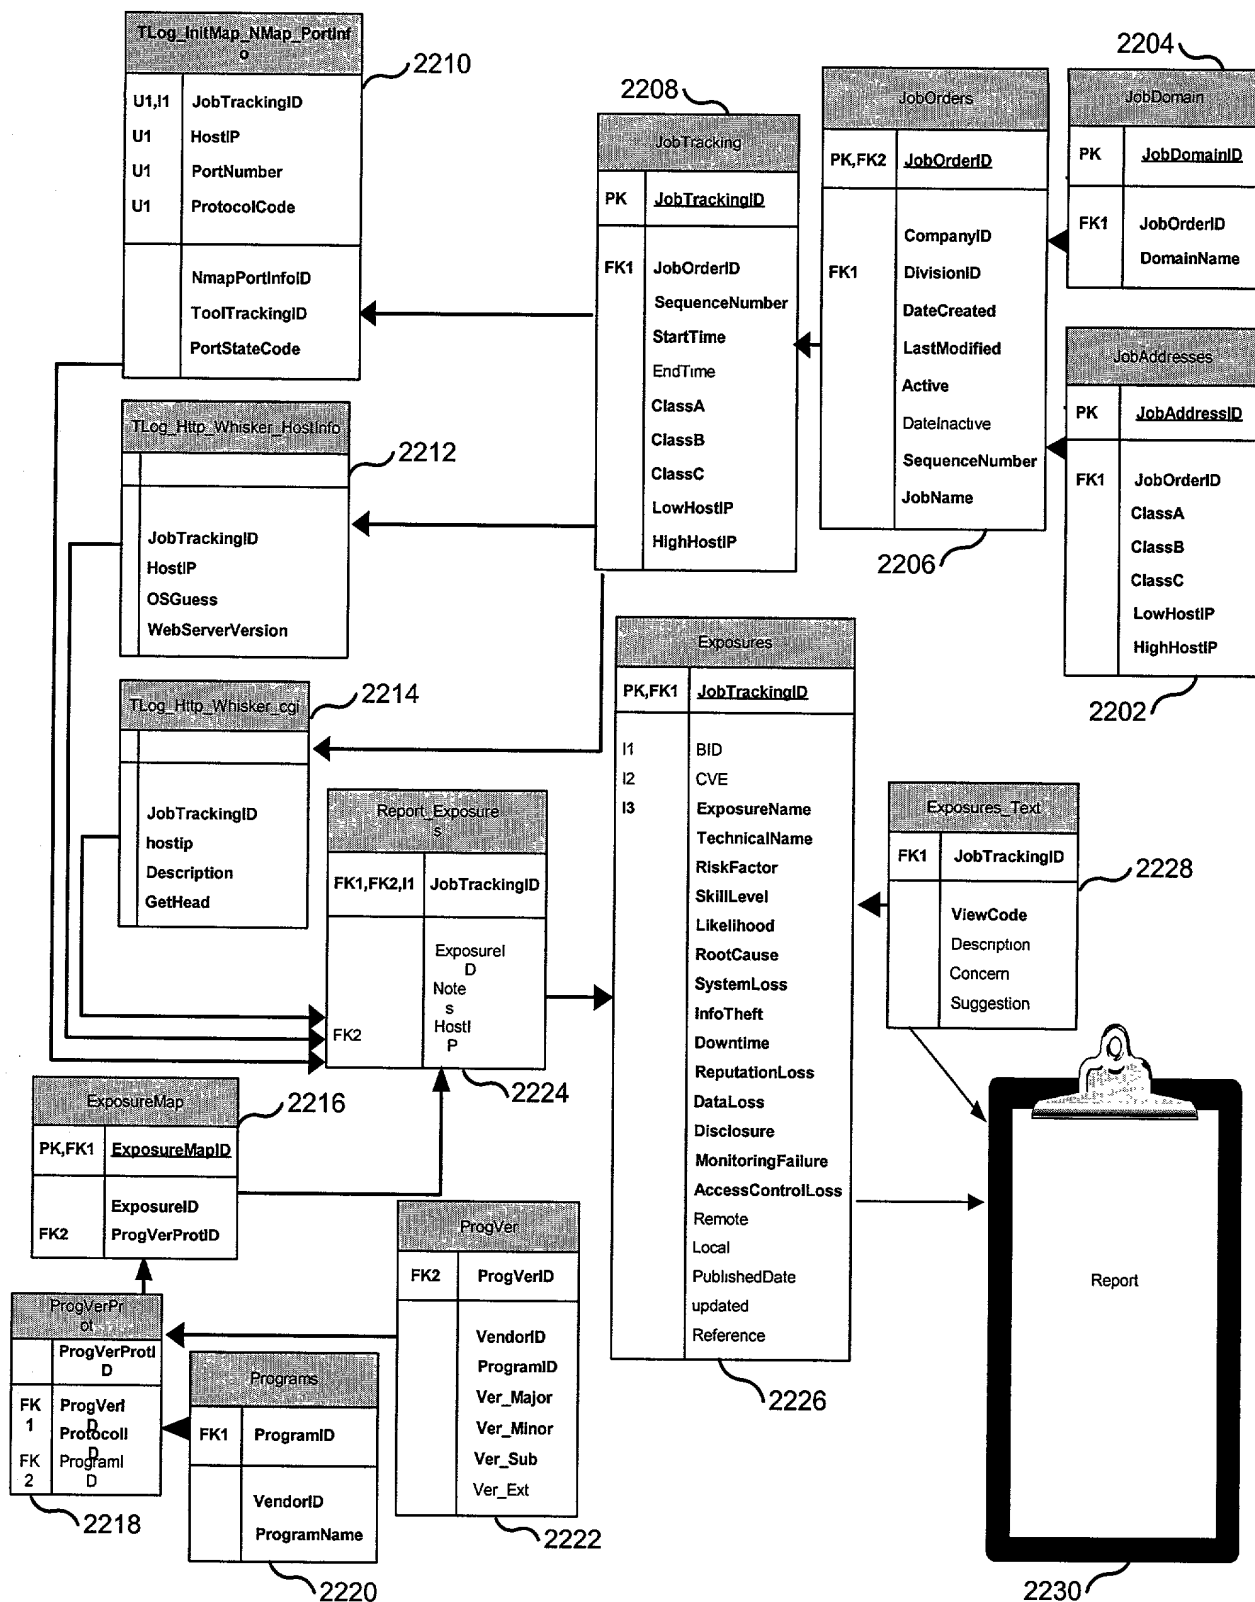 TLog_InitMap_NMap_PortInf
o
U1,I1 JobTrackingID
U1 HostIP
U1 PortNumber
U1 ProtocolCode
NmapPortInfoID
ToolTrackingID
PortStateCode
2210
TLog_Http_Whisker_HostInfo
JobTrackingID
HostIP
OSGuess
WebServerVersion
2212
TLog_Http_Whisker_cgi
JobTrackingID
hostip
Description
GetHead
2214
2208
JobTracking
PK JobTrackingID
FK1 JobOrderID
SequenceNumber
StartTime
EndTime
ClassA
ClassB
ClassC
LowHostIP
HighHostIP
JobOrders
PK,FK2 JobOrderID
CompanyID
FK1 DivisionID
DateCreated
LastModified
Active
DateInactive
SequenceNumber
JobName
2206
2204
JobDomain
PK JobDomainID
FK1 JobOrderID
DomainName
JobAddresses
PK JobAddressID
FK1 JobOrderID
ClassA
ClassB
ClassC
LowHostIP
HighHostIP
2202
Report_Exposure
s
FK1,FK2,I1 JobTrackingID
ExposureI
D
Note
s
FK2 HostI
P
2224
Exposures
PK,FK1 JobTrackingID
I1 BID
I2 CVE
I3 ExposureName
TechnicalName
RiskFactor
SkillLevel
Likelihood
RootCause
SystemLoss
InfoTheft
Downtime
ReputationLoss
DataLoss
Disclosure
MonitoringFailure
AccessControlLoss
Remote
Local
PublishedDate
updated
Reference
2226
Exposures_Text
FK1 JobTrackingID
ViewCode
Description
Concern
Suggestion
2228
ExposureMap
PK,FK1 ExposureMapID
ExposureID
FK2 ProgVerProtID
2216
ProgVerPr
ot
ProgVerProtI
D
FK
1 ProgVerI
D
ProtocolI
D
FK
2 ProgramI
D
2218
Programs
FK1 ProgramID
VendorID
ProgramName
2220
ProgVer
FK2 ProgVerID
VendorID
ProgramID
Ver_Major
Ver_Minor
Ver_Sub
Ver_Ext
2222
Report
2230